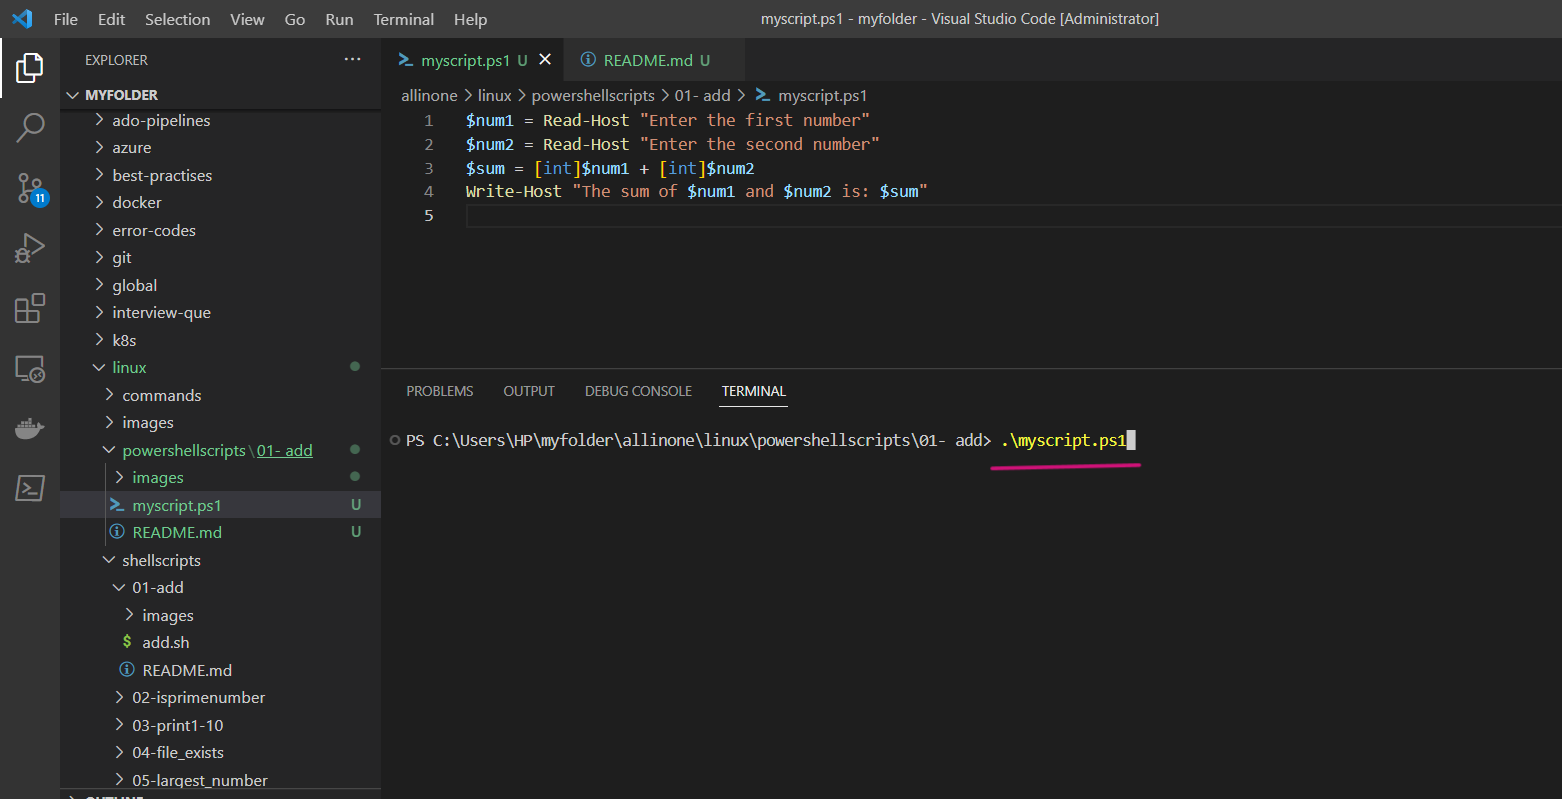 File Edit Selection View Go Run Terminal Help
myscript.ps1 - myfolder - Visual Studio Code [Administrator]
EXPLORER ...
MYFOLDER
ado-pipelines
azure
best-practises
docker
error-codes
git
global
interview-que
k8s
linux
commands
images
powershellscripts\01- add
images
myscript.ps1 U
README.md U
shellscripts
01-add
images
$ add.sh
README.md
02-isprimenumber
03-print1-10
04-file_exists
05-largest_number
OUTLINE
11
myscript.ps1 U
README.md U
allinone > linux > powershellscripts > 01- add > myscript.ps1
1 $num1 = Read-Host "Enter the first number"
2 $num2 = Read-Host "Enter the second number"
3 $sum = [int]$num1 + [int]$num2
4 Write-Host "The sum of $num1 and $num2 is: $sum"
5
PROBLEMS OUTPUT DEBUG CONSOLE TERMINAL
PS C:\Users\HP\myfolder\allinone\linux\powershellscripts\01- add> .\myscript.ps1